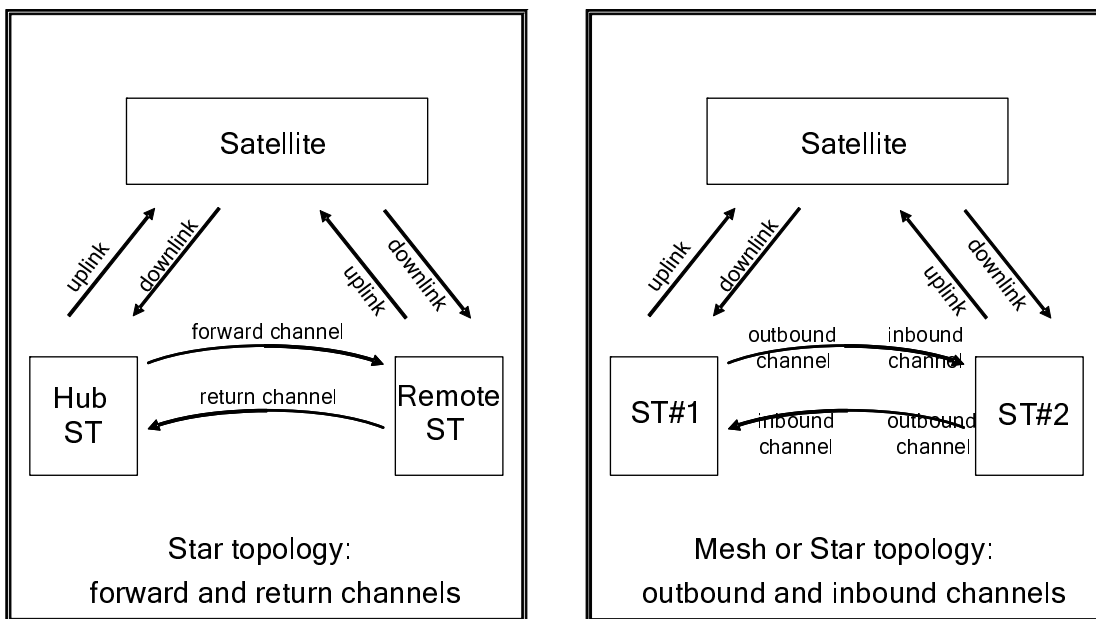 Satellite
uplink
downlink
uplink
downlink
forward channel
return channel
Hub
ST
Remote
ST
Star topology:
forward and return channels
Satellite
uplink
downlink
uplink
downlink
outbound
channel
inbound
channel
inbound
channel
outbound
channel
ST#1
ST#2
Mesh or Star topology:
outbound and inbound channels